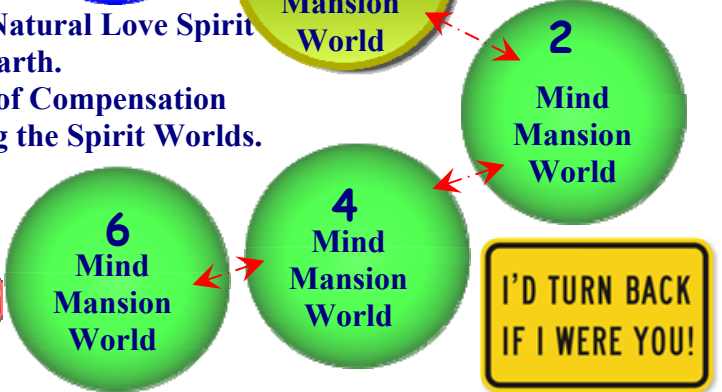 Mansion
World
Natural Love Spirit
arth.
of Compensation
g the Spirit Worlds.
2
Mind
Mansion
World
4
Mind
Mansion
World
6
Mind
Mansion
World
I'D TURN BACK
IF I WERE YOU!